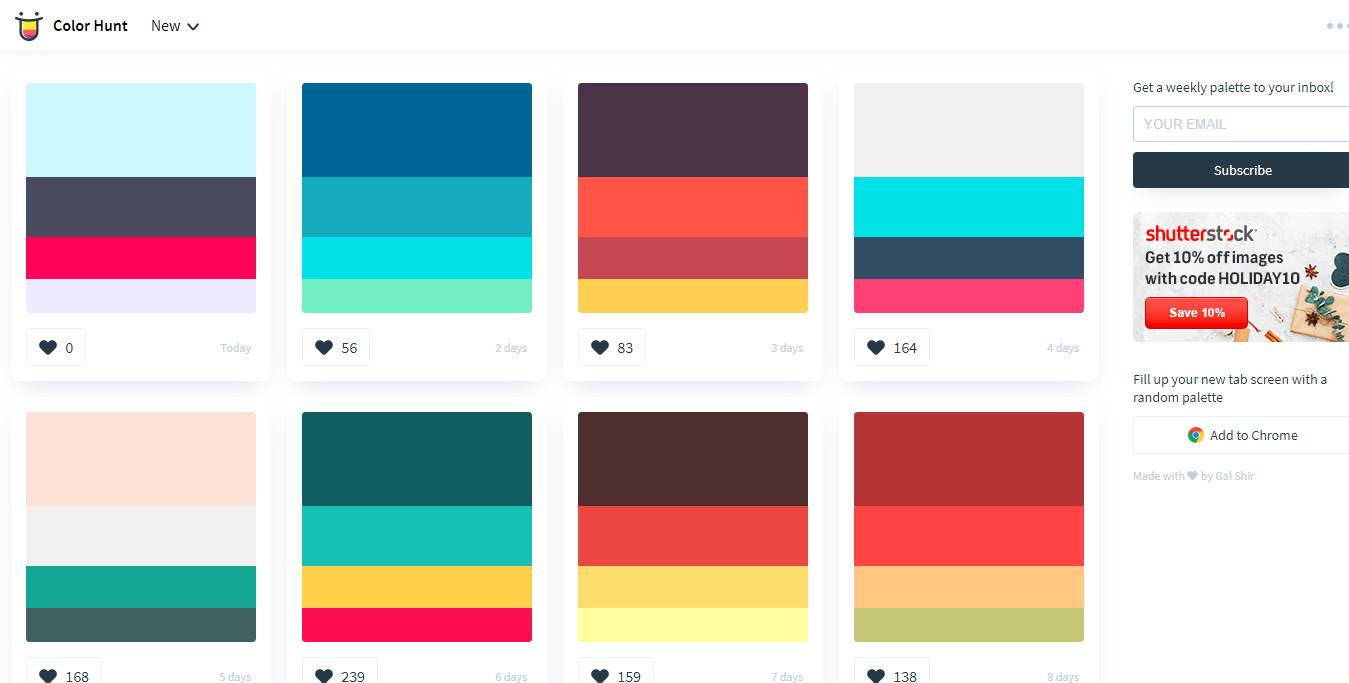 Color Hunt
New
Get a weekly palette to your inbox!
YOUR EMAIL
Subscribe
shutterstock
Get 10% off images
with code HOLIDAY10
Save 10%
Fill up your new tab screen with a
random palette
Add to Chrome
Made with by Gal Shir
0
Today
56
2 days
83
3 days
164
4 days
168
5 days
239
6 days
159
7 days
138
8 days